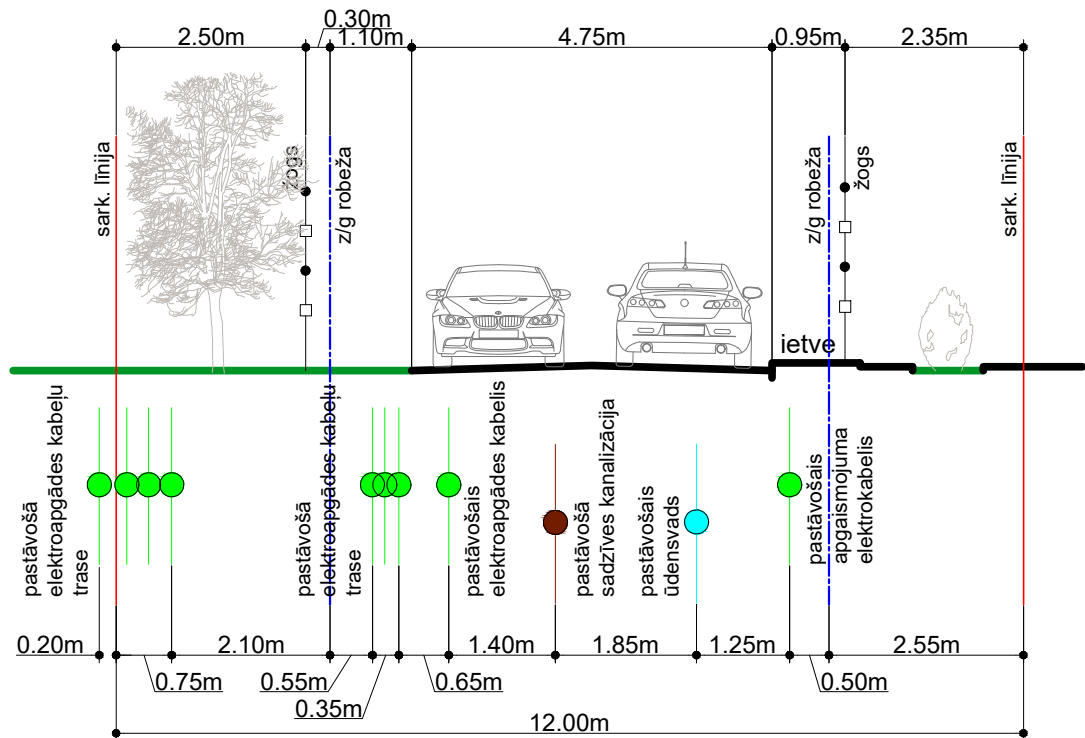 0.30m
2.50m
1.10m
4.75m
0.95m
2.35m
sark. līnija
žogs
z/g robeža
z/g robeža
žogs
sark. līnija
ietve
pastāvošā
elektroapgādes kabeļu
trase
pastāvošā
elektroapgādes kabeļu
trase
pastāvošais
elektroapgādes kabelis
pastāvošā
sadzīves kanalizācija
pastāvošais
ūdensvads
pastāvošais
apgaismojuma
elektrokabelis
0.20m
2.10m
1.40m
1.85m
1.25m
2.55m
0.75m
0.55m
0.35m
0.65m
0.50m
12.00m